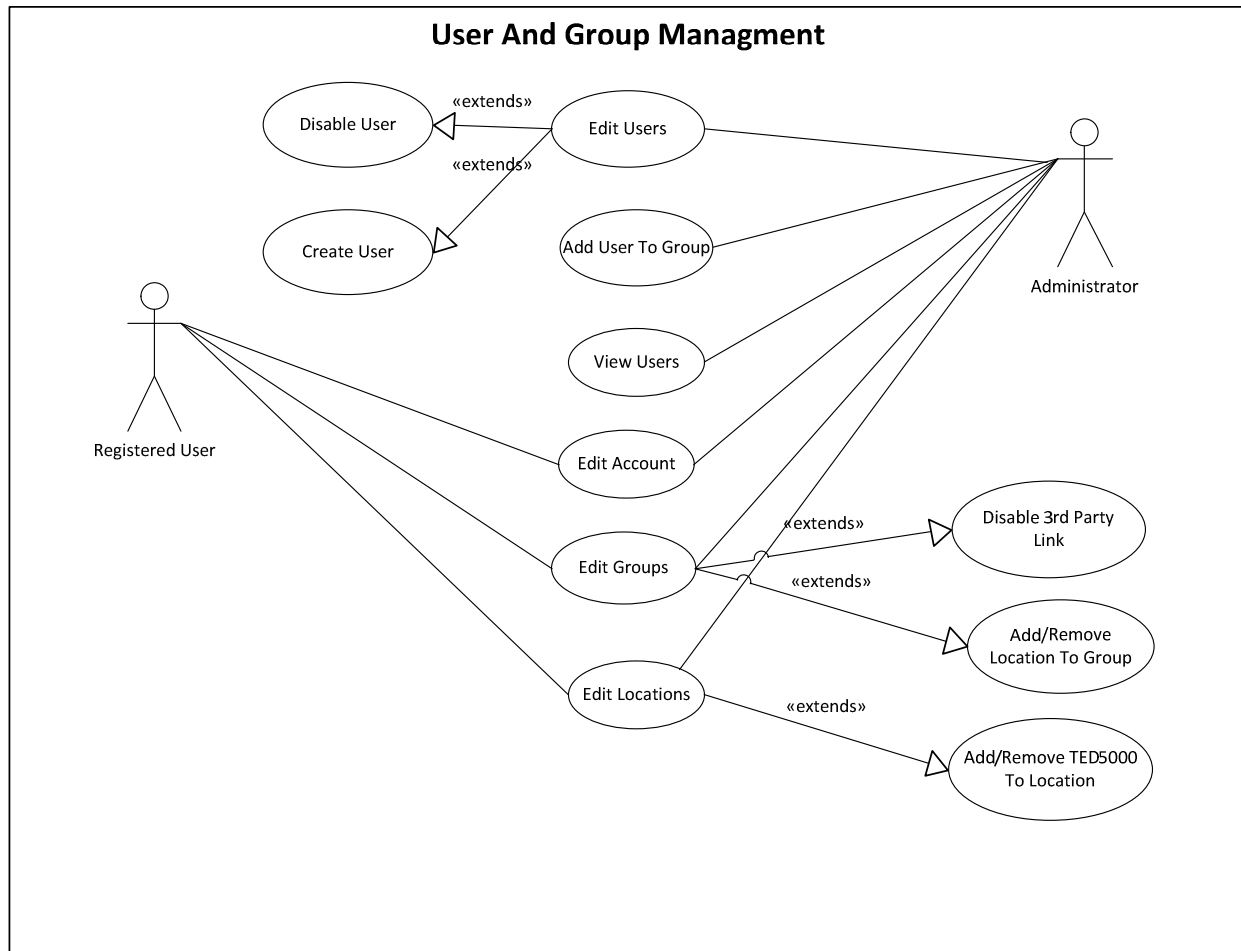 User And Group Managment
«extends»
Disable User
Edit Users
«extends»
Add User To Group
Create User
Administrator
View Users
Registered User
Edit Account
Disable 3rd Party
Link
«extends»
Edit Groups
«extends»
Add/Remove
Location To Group
Edit Locations
«extends»
Add/Remove TED5000
To Location